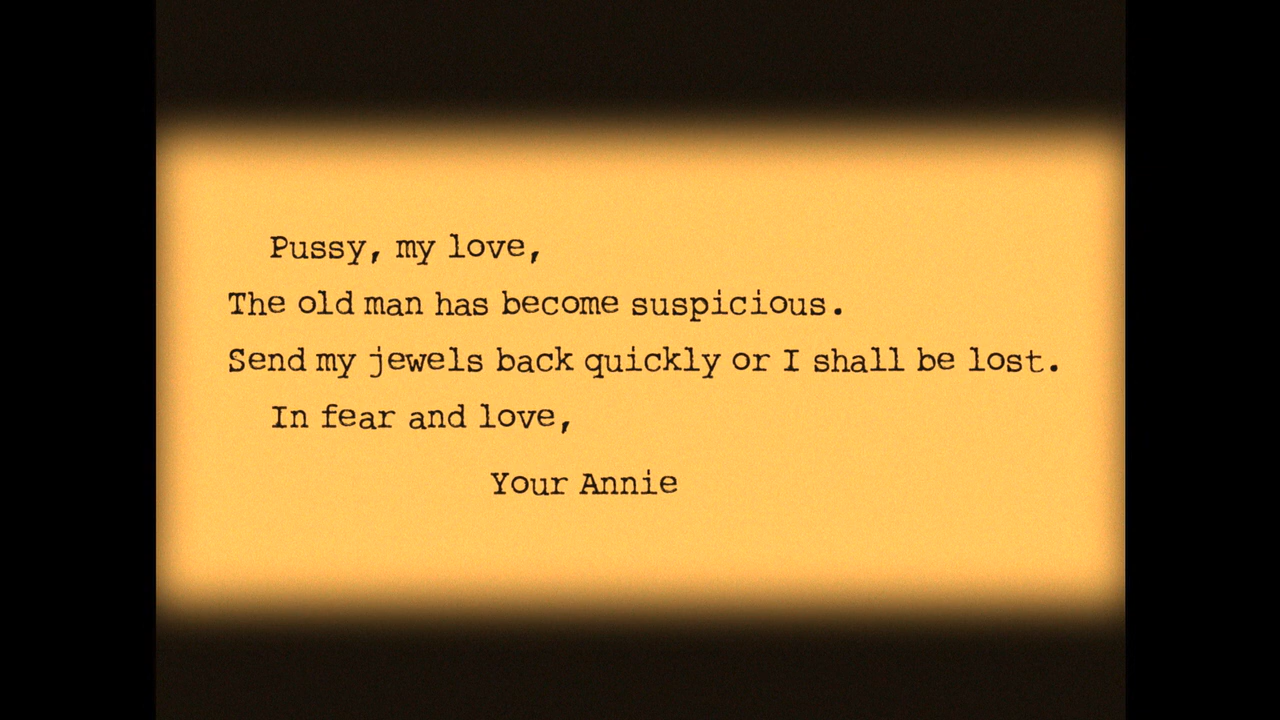 Pussy, my love,
The old man has become suspicious.
Send my jewels back quickly or I shall be lost.
In fear and love,
Your Annie